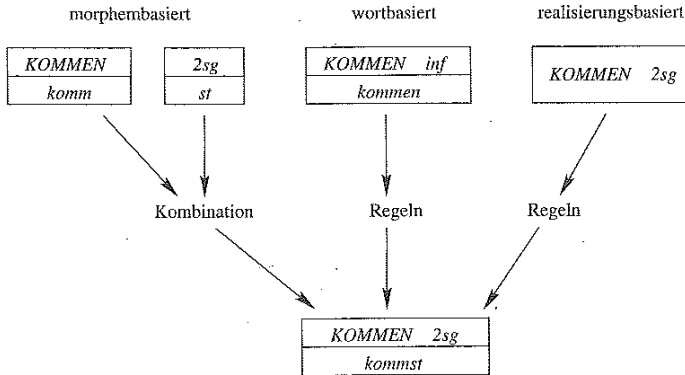 morphembasiert wortbasiert realisierungsbasiert
KOMMEN 2sg KOMMEN inf KOMMEN 2sg
komm st kommen
Kombination Regeln Regeln
KOMMEN 2sg
kommst